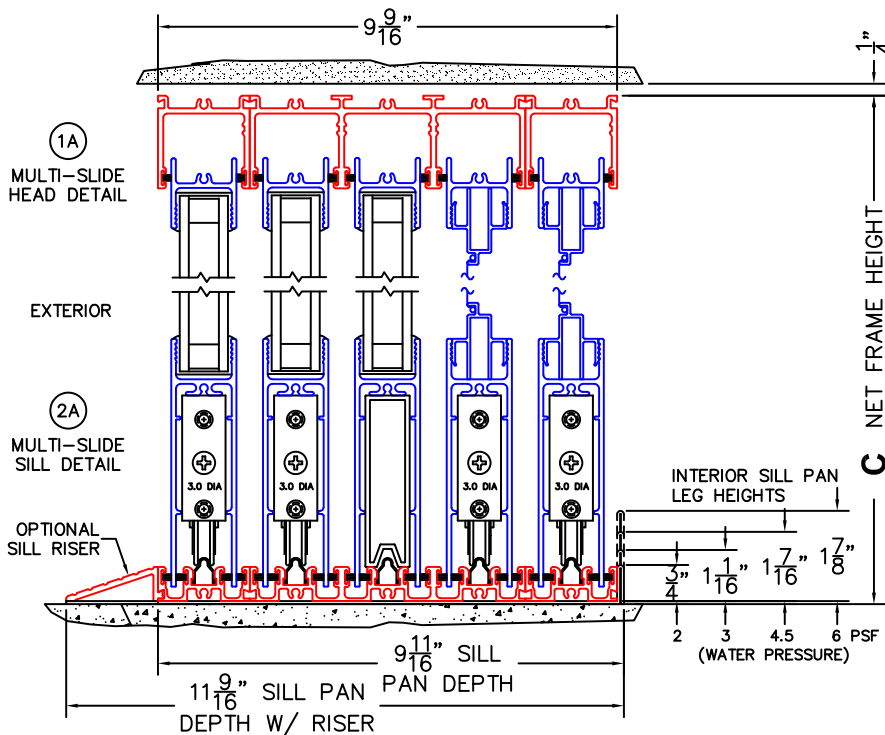 9 9/16"
1/4"
1A
MULTI-SLIDE
HEAD DETAIL
EXTERIOR
2A
MULTI-SLIDE
SILL DETAIL
OPTIONAL
SILL RISER
3.0 DIA
3.0 DIA
3.0 DIA
3.0 DIA
C NET FRAME HEIGHT
INTERIOR SILL PAN
LEG HEIGHTS
3/4"
1 1/16"
1 7/16"
1 7/8"
2 3 4.5 6 PSF
(WATER PRESSURE)
9 11/16" SILL
PAN DEPTH
11 9/16" SILL PAN
DEPTH W/ RISER